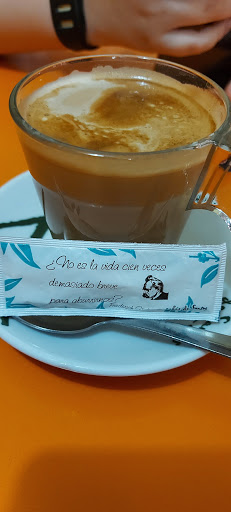 ¿No es la vida cien veces
demasiado breve
para aburrirnos?